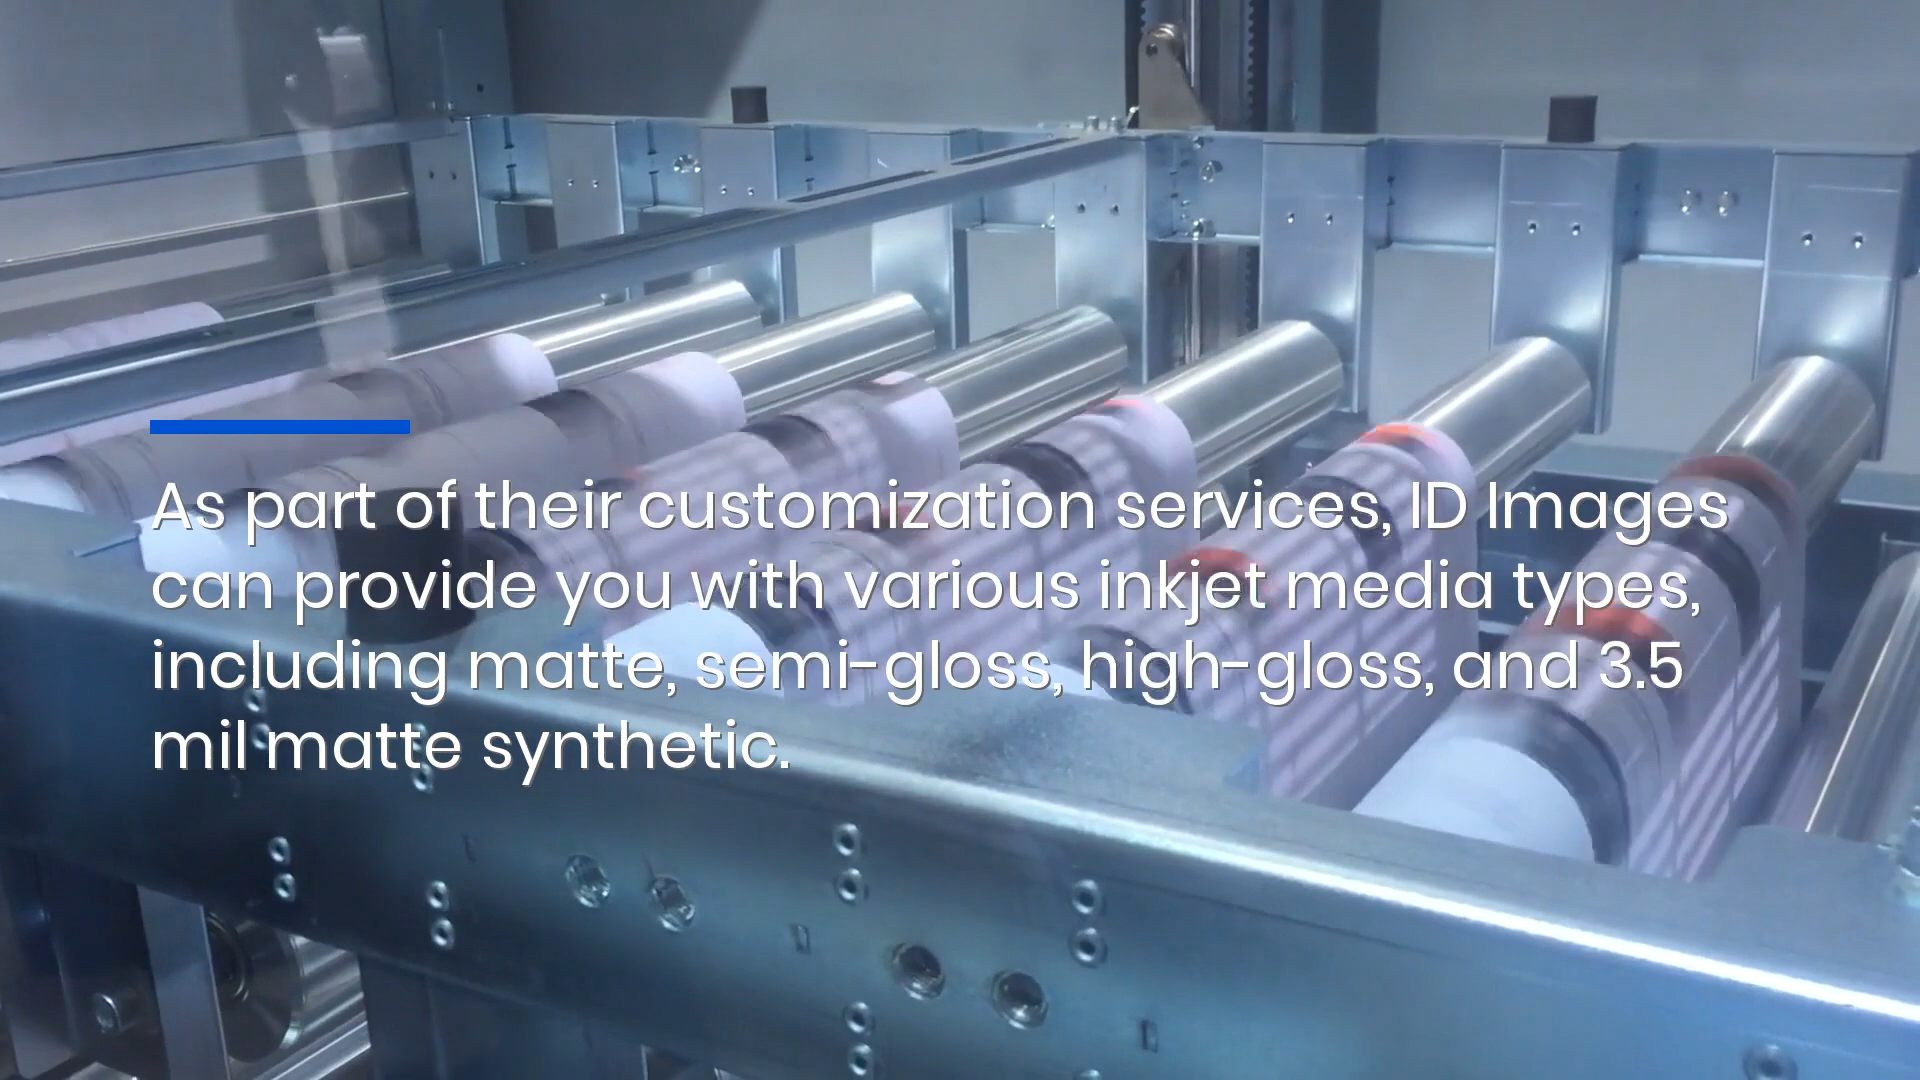 As part of their customization services, ID Images
can provide you with various inkjet media types,
including matte, semi-gloss, high-gloss, and 3.5
mil matte synthetic.